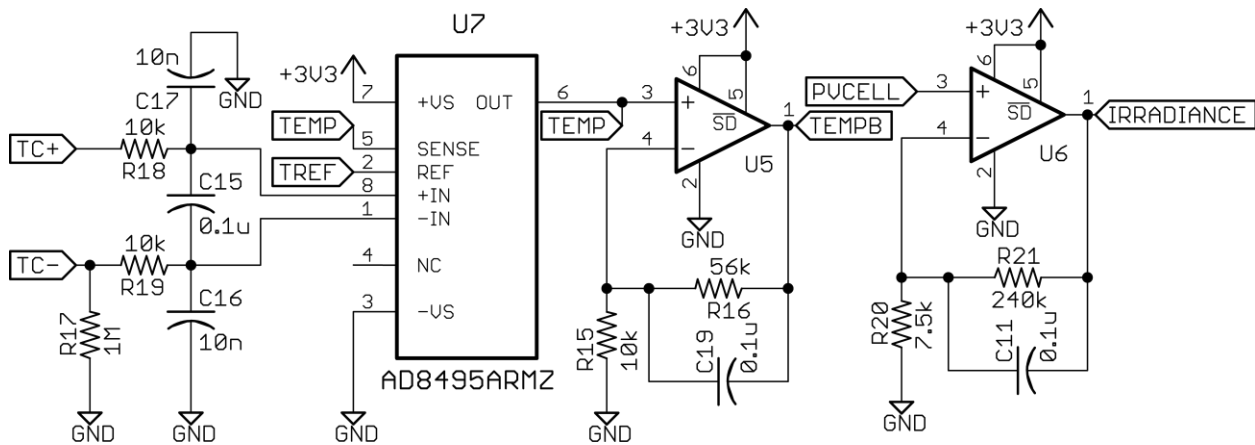 U7
10n
GND
C17
+3V3
7
+VS
OUT
6
TEMP
5
SENSE
TREF
2
REF
8
+IN
1
-IN
4
NC
3
-VS
AD8495ARMZ
GND
TC+
10k
R18
C15
0.1u
TC-
10k
R19
R17
1M
C16
10n
GND
GND
+3V3
TEMP
3
+
4
-
6
5
SD
2
1
TEMPB
U5
GND
56k
R16
R15
10k
C19
0.1u
GND
+3V3
PVCELL
3
+
4
-
6
5
SD
2
1
IRRADIANCE
U6
GND
R21
240k
R20
7.5k
C11
0.1u
GND